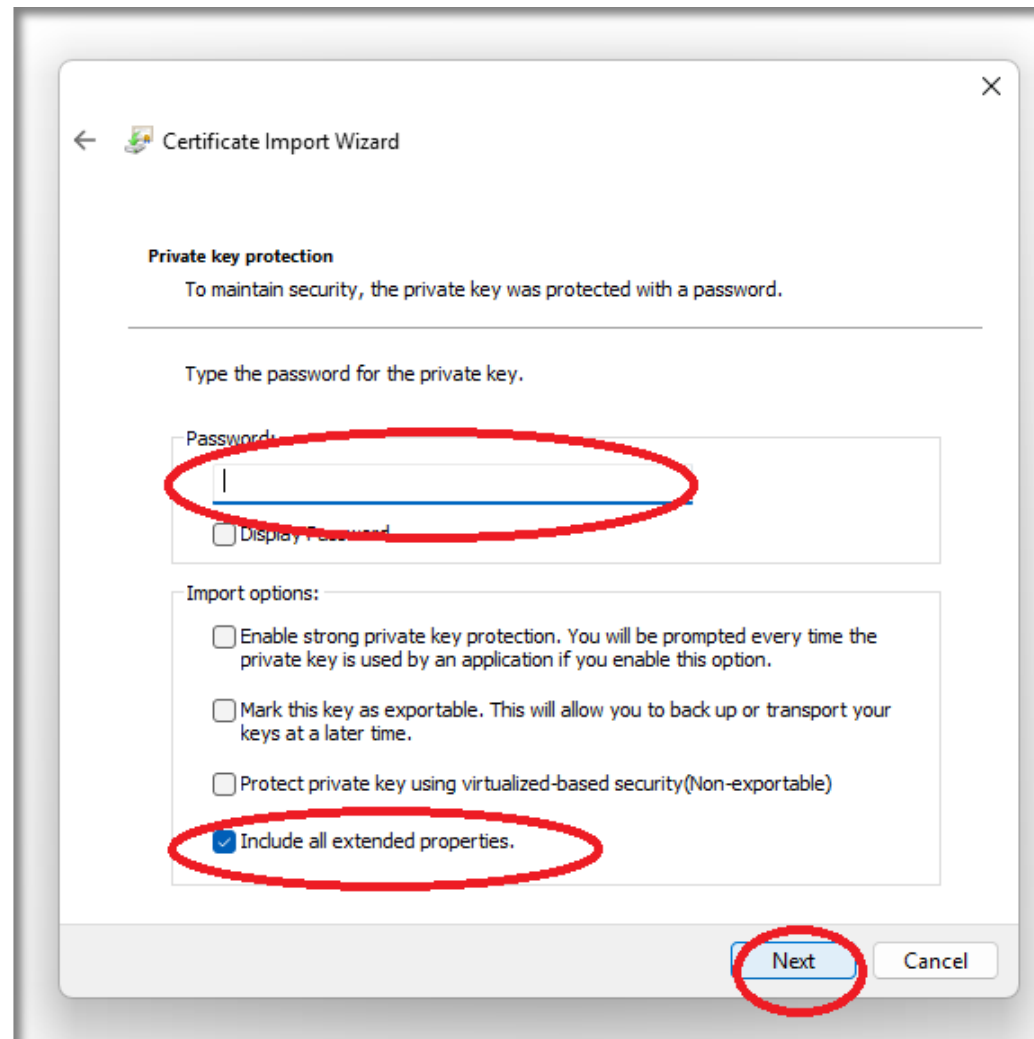 Certificate Import Wizard
Private key protection
To maintain security, the private key was protected with a password.
Type the password for the private key.
Password:
Display Password
Import options:
Enable strong private key protection. You will be prompted every time the
private key is used by an application if you enable this option.
Mark this key as exportable. This will allow you to back up or transport your
keys at a later time.
Protect private key using virtualized-based security(Non-exportable)
Include all extended properties.
Next Cancel